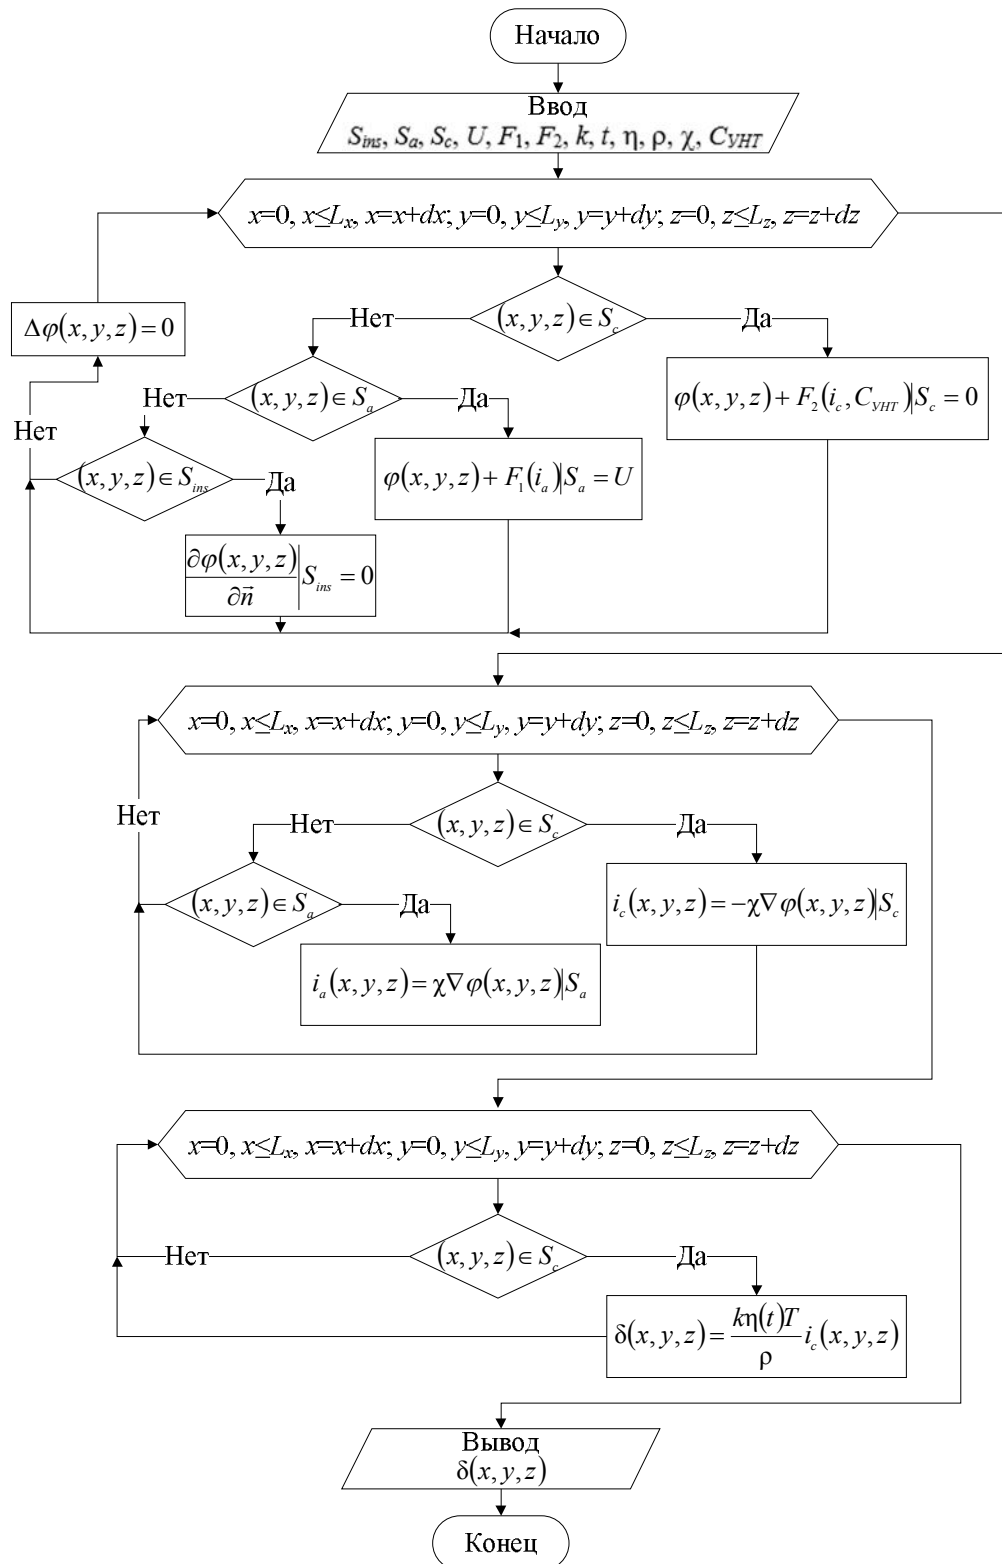 Начало
Ввод
S_ins, S_a, S_c, U, F_1, F_2, k, t, η, ρ, χ, C_УНТ
x=0, x≤L_x, x=x+dx; y=0, y≤L_y, y=y+dy; z=0, z≤L_z, z=z+dz
(x, y, z) ∈ S_c
Нет
Да
Δφ(x, y, z) = 0
(x, y, z) ∈ S_a
Нет
Да
φ(x, y, z) + F_2(i_c, C_УНТ)|S_c = 0
Нет
(x, y, z) ∈ S_ins
Да
φ(x, y, z) + F_1(i_a)|S_a = U
∂φ(x, y, z)/∂n⃗ |S_ins = 0
x=0, x≤L_x, x=x+dx; y=0, y≤L_y, y=y+dy; z=0, z≤L_z, z=z+dz
Нет
(x, y, z) ∈ S_c
Нет
Да
(x, y, z) ∈ S_a
Да
i_c(x, y, z) = −χ∇φ(x, y, z)|S_c
i_a(x, y, z) = χ∇φ(x, y, z)|S_a
x=0, x≤L_x, x=x+dx; y=0, y≤L_y, y=y+dy; z=0, z≤L_z, z=z+dz
(x, y, z) ∈ S_c
Нет
Да
δ(x, y, z) = kη(t)T/ρ i_c(x, y, z)
Вывод
δ(x, y, z)
Конец